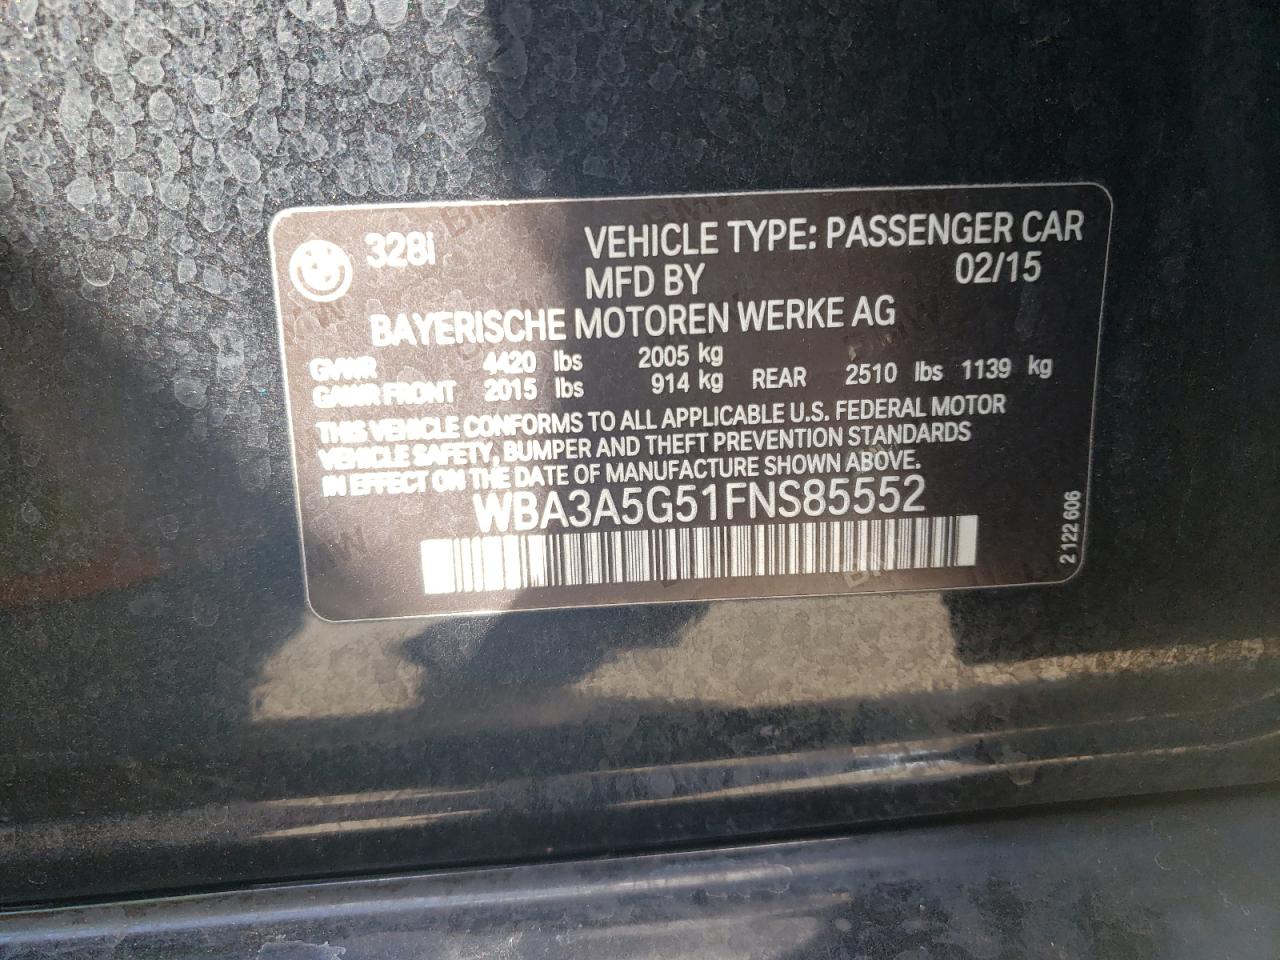 328i VEHICLE TYPE: PASSENGER CAR
MFD BY 02/15
BAYERISCHE MOTOREN WERKE AG
GVWR 4420 lbs 2005 kg
GAWR FRONT 2015 lbs 914 kg REAR 2510 lbs 1139 kg
THIS VEHICLE CONFORMS TO ALL APPLICABLE U.S. FEDERAL MOTOR
VEHICLE SAFETY, BUMPER AND THEFT PREVENTION STANDARDS
IN EFFECT ON THE DATE OF MANUFACTURE SHOWN ABOVE.
WBA3A5G51FNS85552
2 122 606